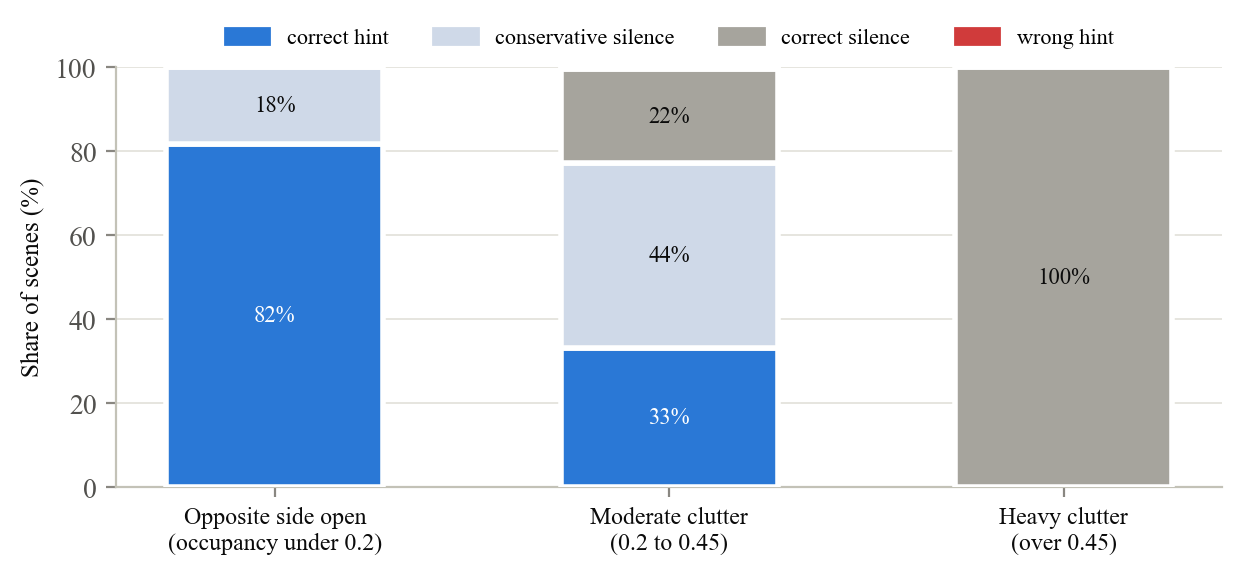 correct hint conservative silence correct silence wrong hint
100
80
60
40
20
0
Share of scenes (%)
18%
82%
22%
44%
33%
100%
Opposite side open
(occupancy under 0.2)
Moderate clutter
(0.2 to 0.45)
Heavy clutter
(over 0.45)